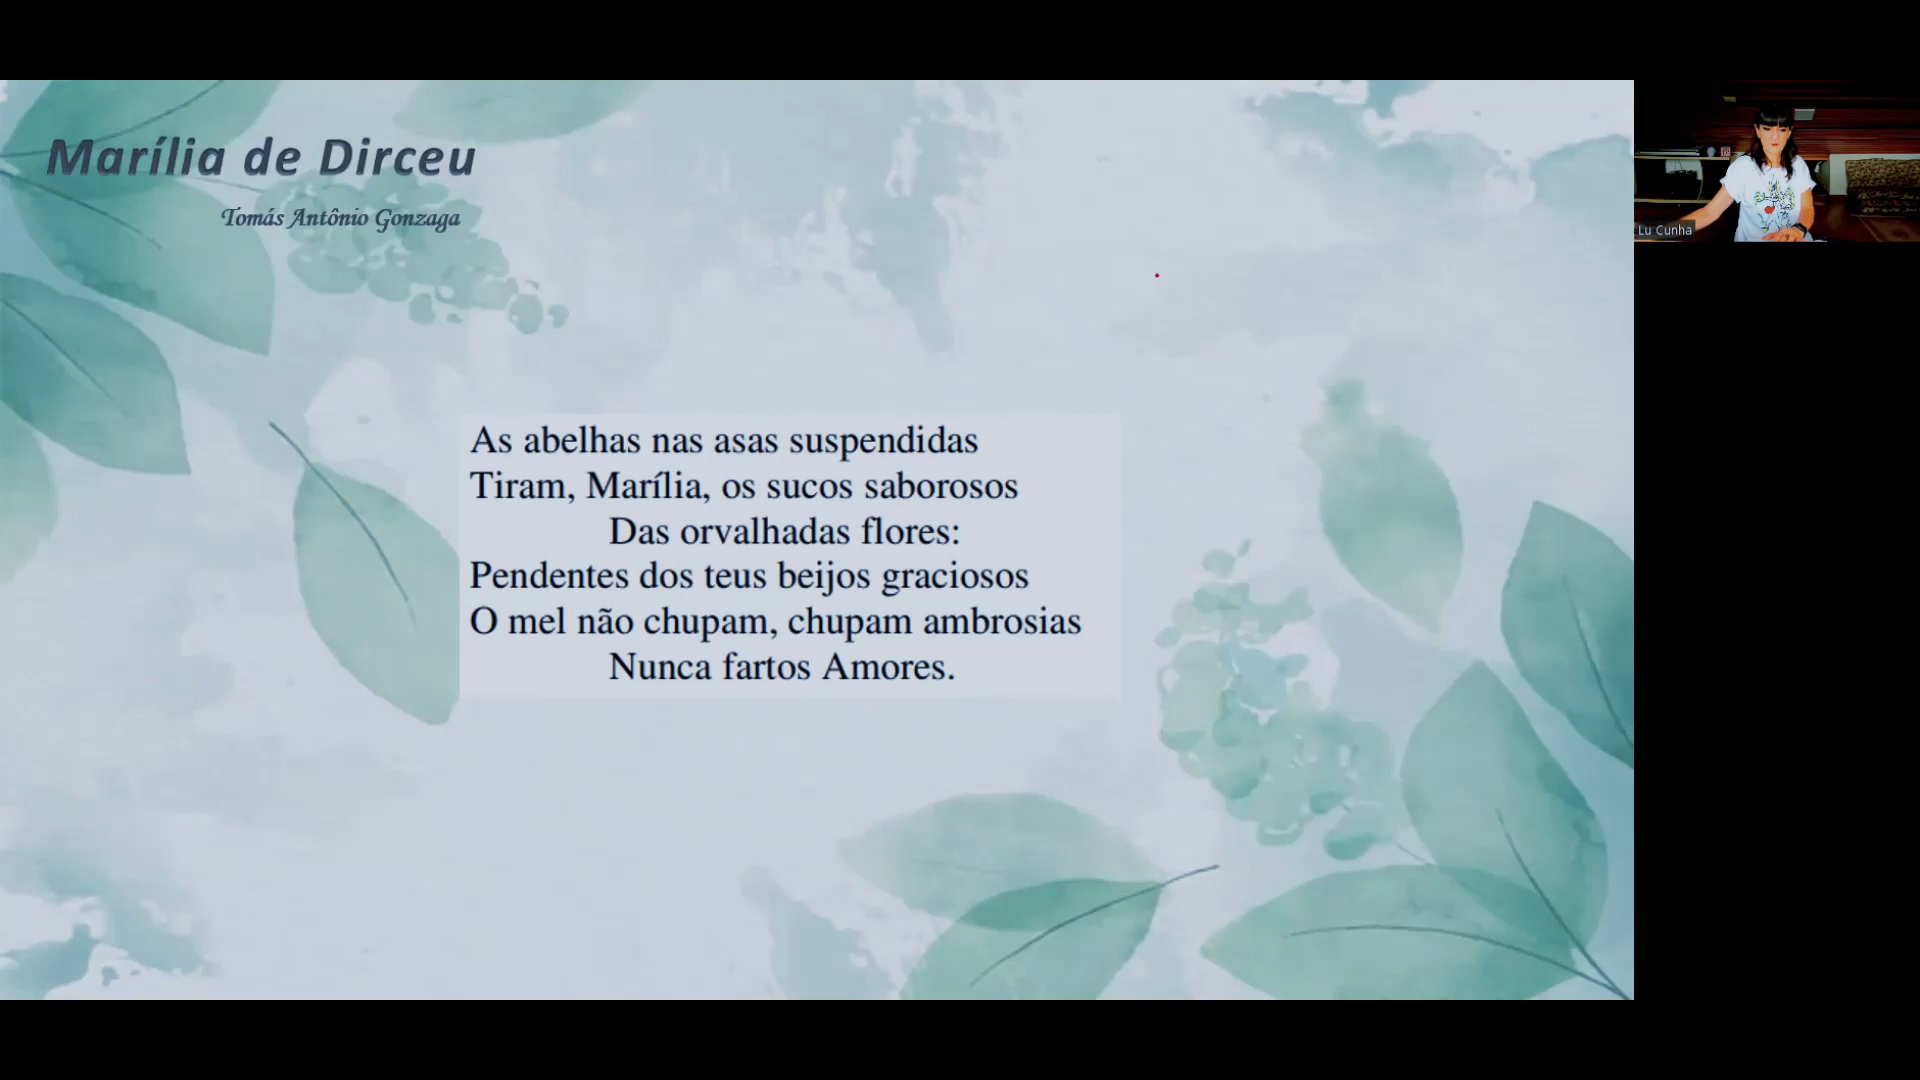 Marília de Dirceu
Tomás Antônio Gonzaga
As abelhas nas asas suspendidas
Tiram, Marília, os sucos saborosos
Das orvalhadas flores:
Pendentes dos teus beijos graciosos
O mel não chupam, chupam ambrosias
Nunca fartos Amores.
Lu Cunha